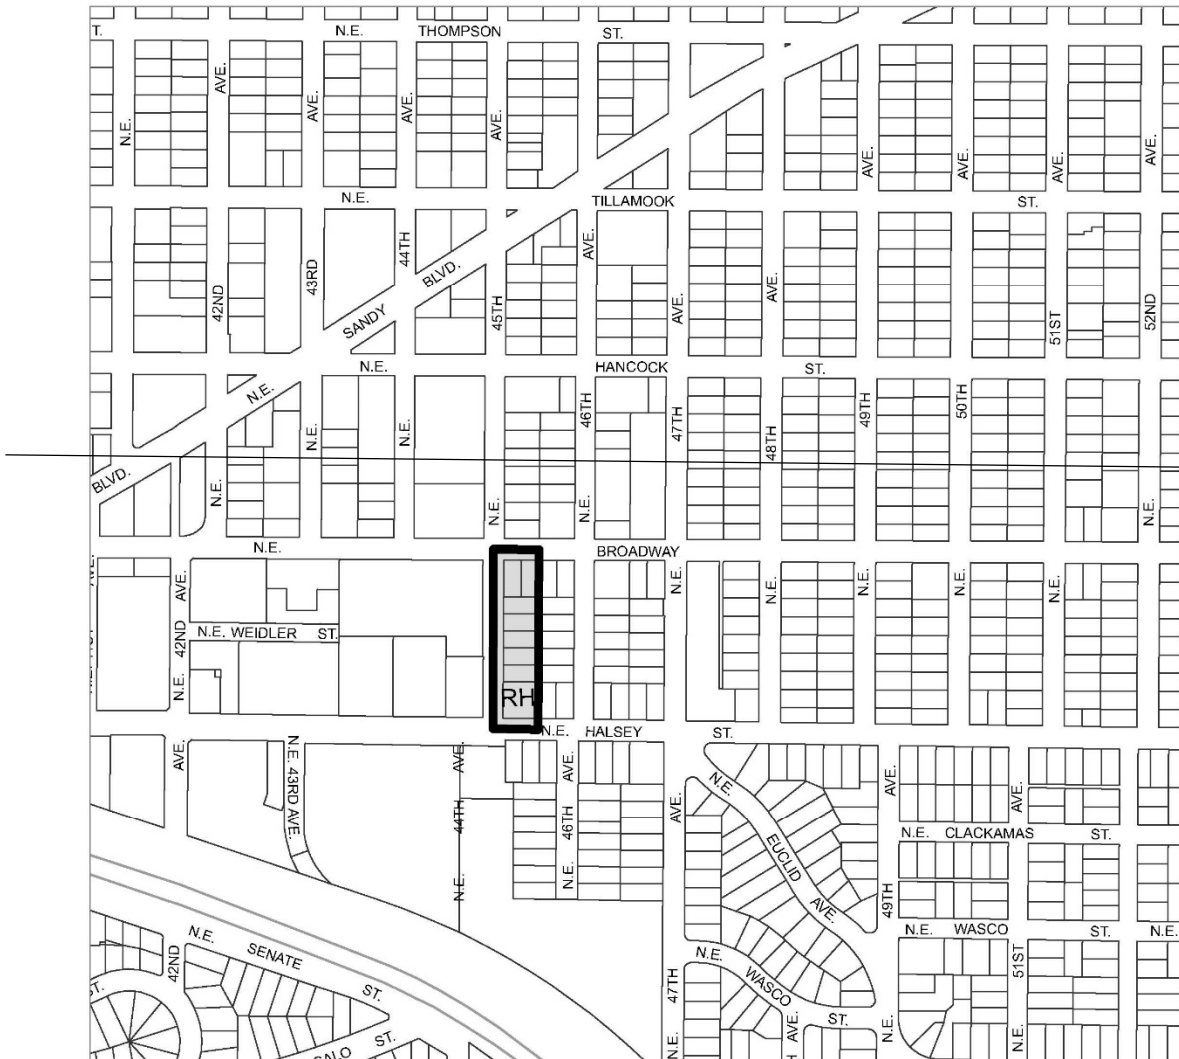 T.
N.E.
THOMPSON
ST.
AVE.
AVE.
AVE.
AVE.
N.E.
AVE.
AVE.
AVE.
AVE.
N.E.
TILLAMOOK
ST.
44TH
AVE.
43RD
BLVD.
AVE.
AVE.
42ND
SANDY
45TH
51ST
52ND
N.E.
HANCOCK
ST.
N.E.
46TH
47TH
48TH
49TH
50TH
N.E.
N.E.
BLVD.
N.E.
N.E.
N.E.
N.E.
N.E.
BROADWAY
AVE.
N.E.
N.E.
N.E.
N.E.
N.E.
42ND
N.E. WEIDLER ST.
N.E.
RH
N.E.
HALSEY
ST.
AVE.
N.E. 43RD AVE.
AVE.
AVE.
N.E.
AVE.
AVE.
44TH
46TH
AVE.
EUCLID
N.E.
CLACKAMAS
ST.
N.E.
N.E.
AVE.
49TH
N.E.
SENATE
ST.
42ND
N.E.
WASCO
ST.
N.E.
WASCO
ST.
N.E.
51ST
47TH
ST.
N.E.
AVE.
ST.
N.E.
N.E.
ST.